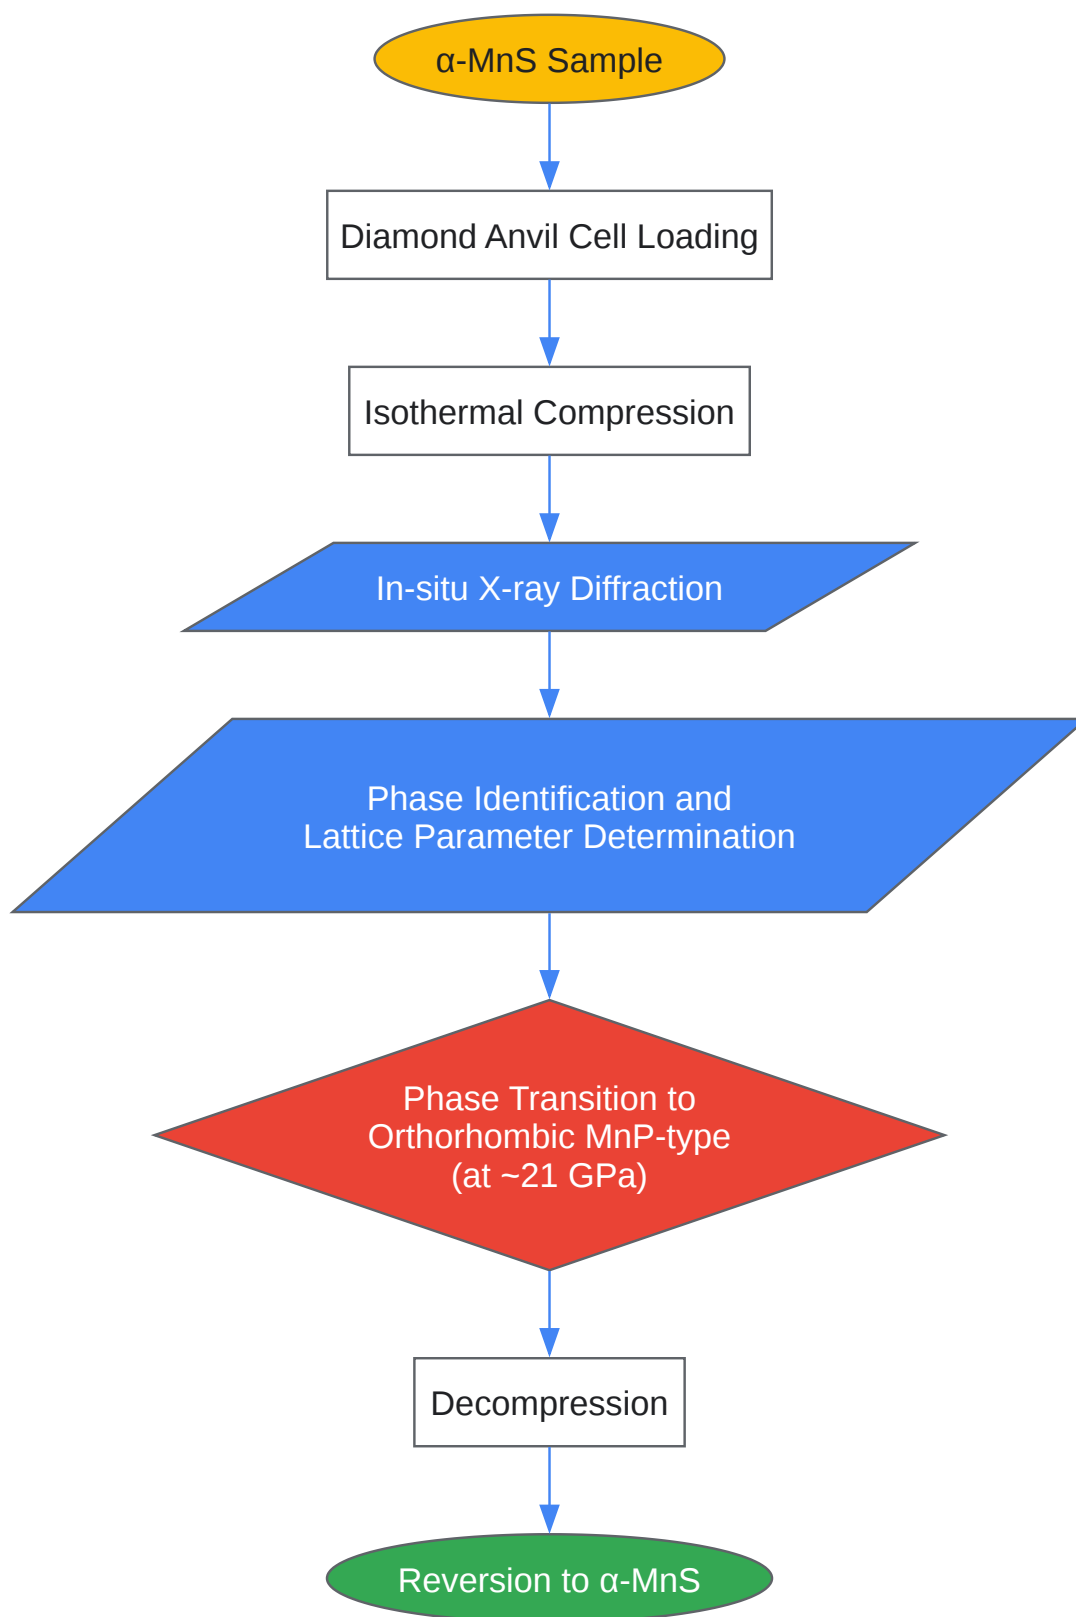 α-MnS Sample
Diamond Anvil Cell Loading
Isothermal Compression
In-situ X-ray Diffraction
Phase Identification and
Lattice Parameter Determination
Phase Transition to
Orthorhombic MnP-type
(at ~21 GPa)
Decompression
Reversion to α-MnS